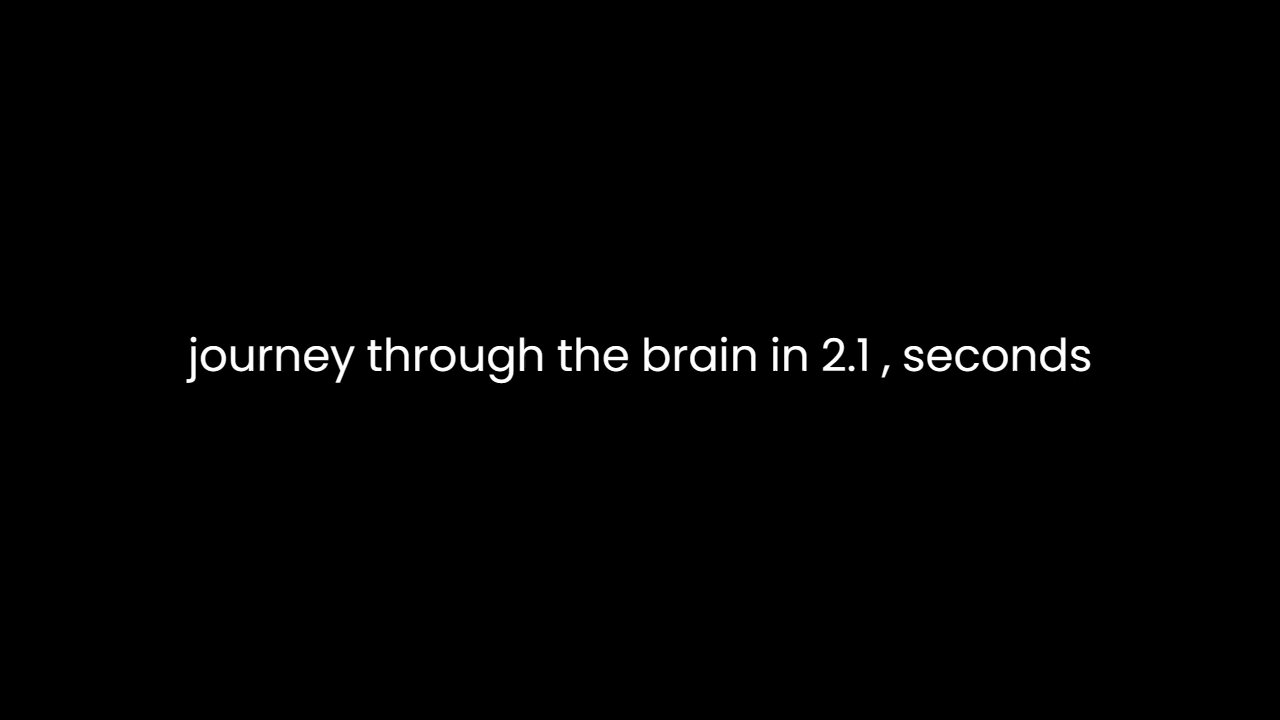 journey through the brain in 2.1 , seconds